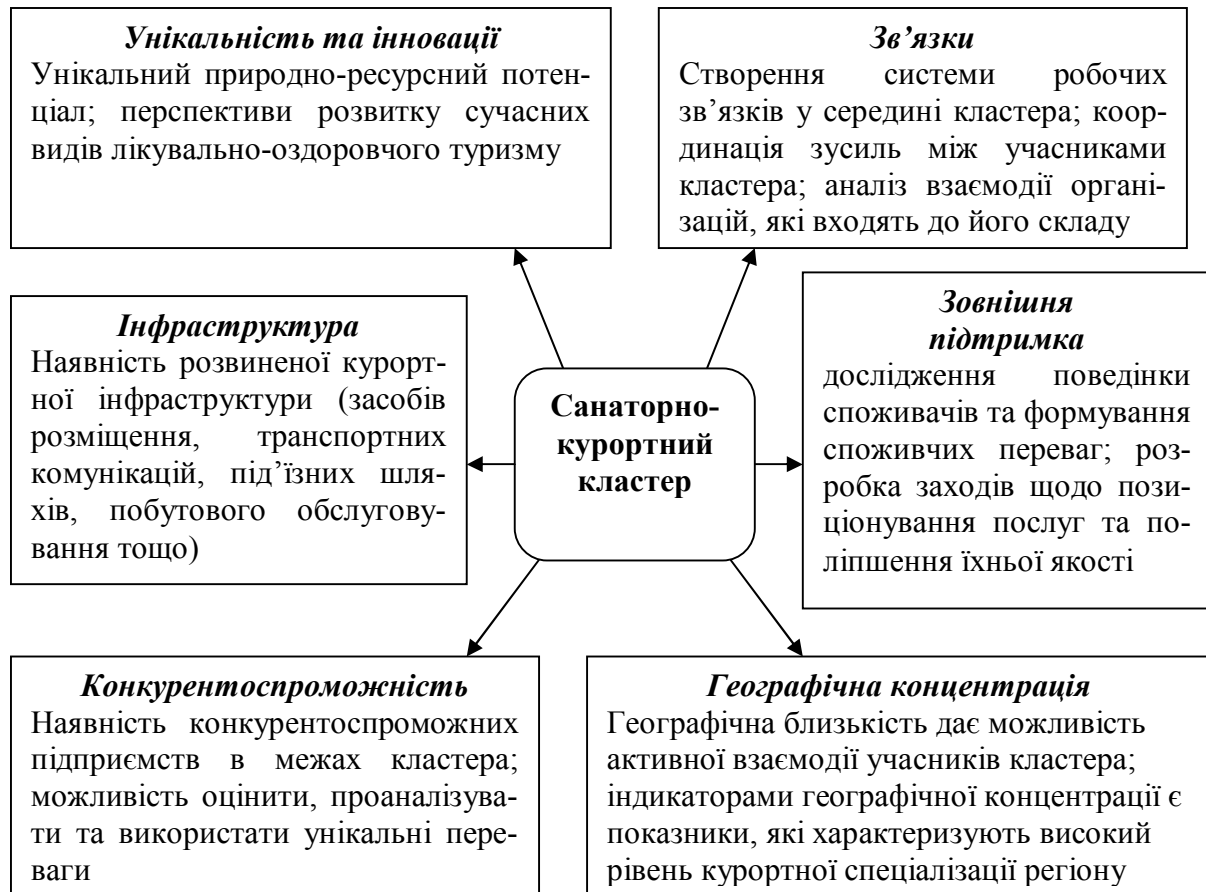 Унікальність та інновації
Унікальний природно-ресурсний потен-
ціал; перспективи розвитку сучасних
видів лікувально-оздоровчого туризму
Зв’язки
Створення системи робочих
зв’язків у середині кластера; коор-
динація зусиль між учасниками
кластера; аналіз взаємодії органі-
зацій, які входять до його складу
Інфраструктура
Наявність розвиненої курорт-
ної інфраструктури (засобів
розміщення, транспортних
комунікацій, під’їзних шля-
хів, побутового обслугову-
вання тощо)
Санаторно-
курортний
кластер
Зовнішня
підтримка
дослідження поведінки
споживачів та формування
споживчих переваг; роз-
робка заходів щодо пози-
ціонування послуг та по-
ліпшення їхньої якості
Конкурентоспроможність
Наявність конкурентоспроможних
підприємств в межах кластера;
можливість оцінити, проаналізува-
ти та використати унікальні пере-
ваги
Географічна концентрація
Географічна близькість дає можливість
активної взаємодії учасників кластера;
індикаторами географічної концентрації є
показники, які характеризують високий
рівень курортної спеціалізації регіону